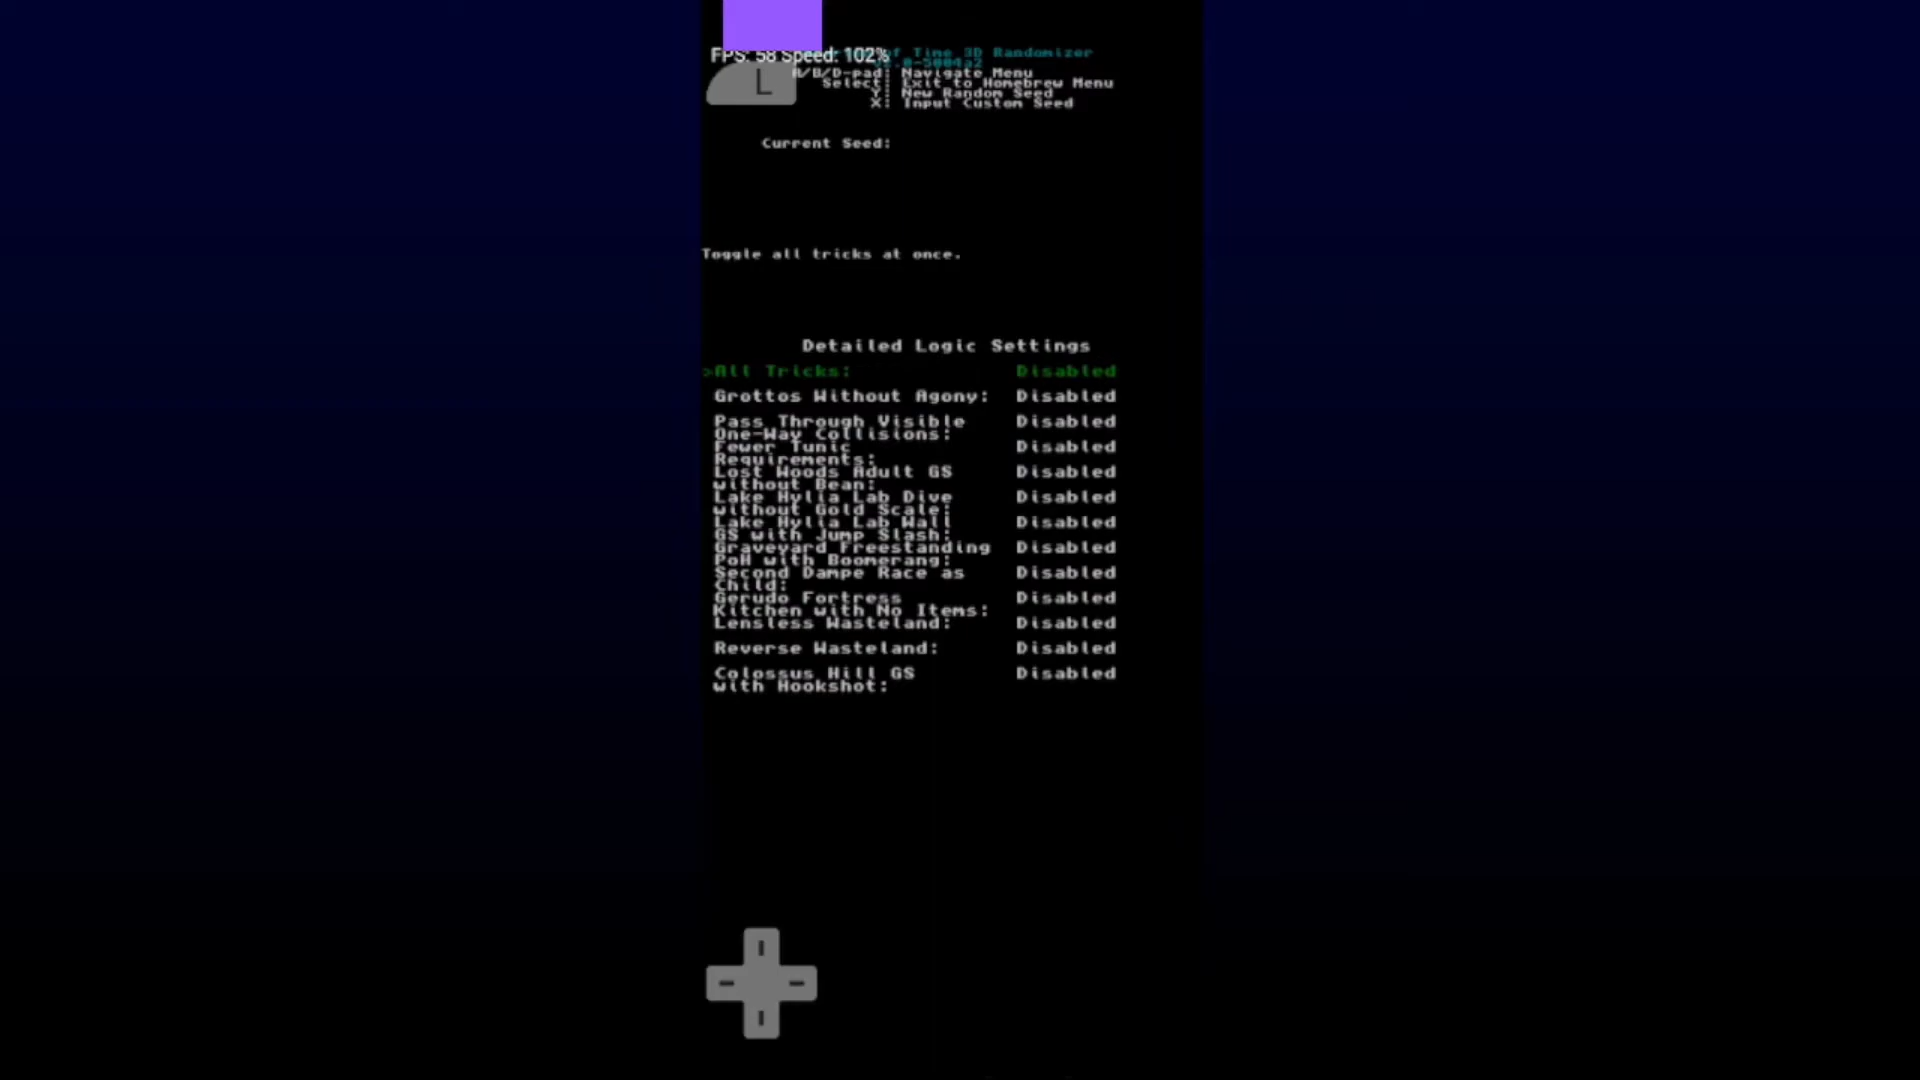 FPS: 58 Speed: 102%
of Time 3D Randomizer
L
A/B/D-pad: Navigate Menu
Select: Exit to Homebrew Menu
Y: New Random Seed
X: Input Custom Seed
Current Seed:
Toggle all tricks at once.
Detailed Logic Settings
>All Tricks: Disabled
Grottos Without Agony: Disabled
Pass Through Visible Disabled
One-Way Collisions:
Fewer Tunic Disabled
Requirements:
Lost Woods Adult GS Disabled
without Bean:
Lake Hylia Lab Dive Disabled
without Gold Scale:
Lake Hylia Lab Wall Disabled
GS with Jump Slash:
Graveyard Freestanding Disabled
PoH with Boomerang:
Second Dampe Race as Disabled
Child:
Gerudo Fortress Disabled
Kitchen with No Items:
Lensless Wasteland: Disabled
Reverse Wasteland: Disabled
Colossus Hill GS Disabled
with Hookshot: